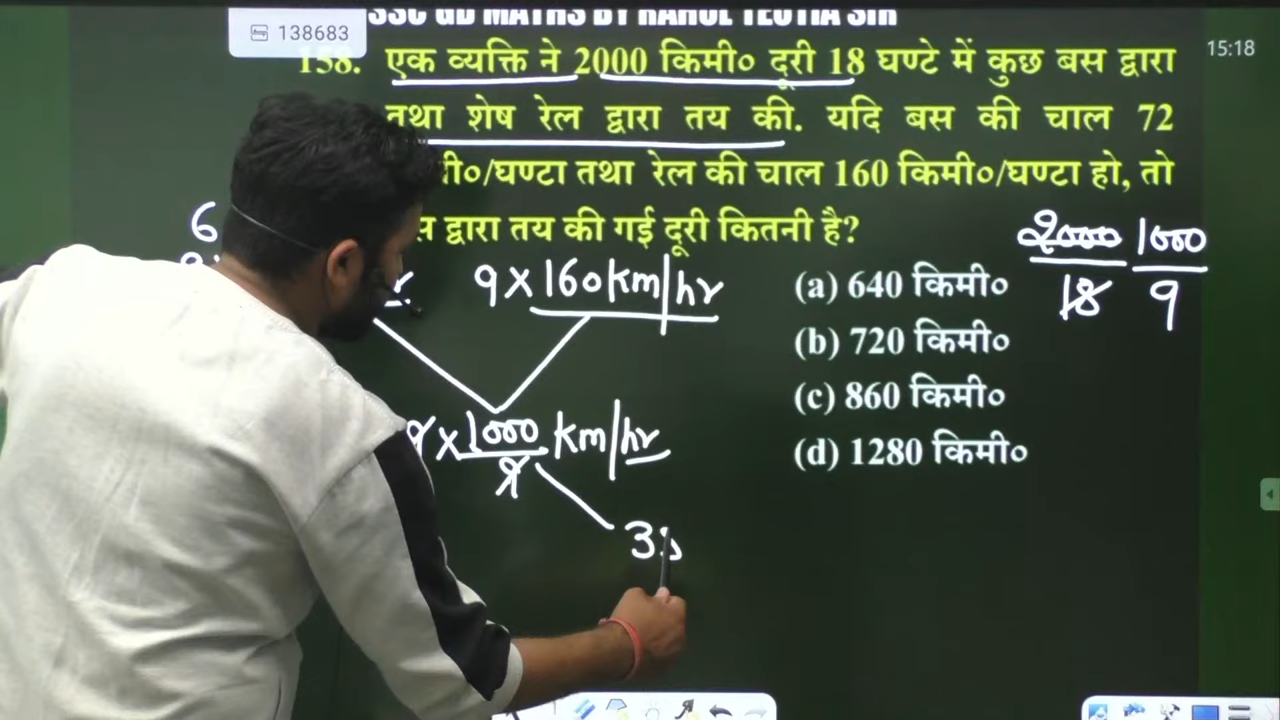 SSC GD MATHS BY RAHUL TEOTIA SIR
138683
15:18
158. एक व्यक्ति ने 2000 किमी० दूरी 18 घण्टे में कुछ बस द्वारा
तथा शेष रेल द्वारा तय की. यदि बस की चाल 72
मी०/घण्टा तथा रेल की चाल 160 किमी०/घण्टा हो, तो
स द्वारा तय की गई दूरी कितनी है?
6
9×160km/hr
2000 1000
18 9
(a) 640 किमी०
(b) 720 किमी०
(c) 860 किमी०
(d) 1280 किमी०
9×1000 km/hr
9